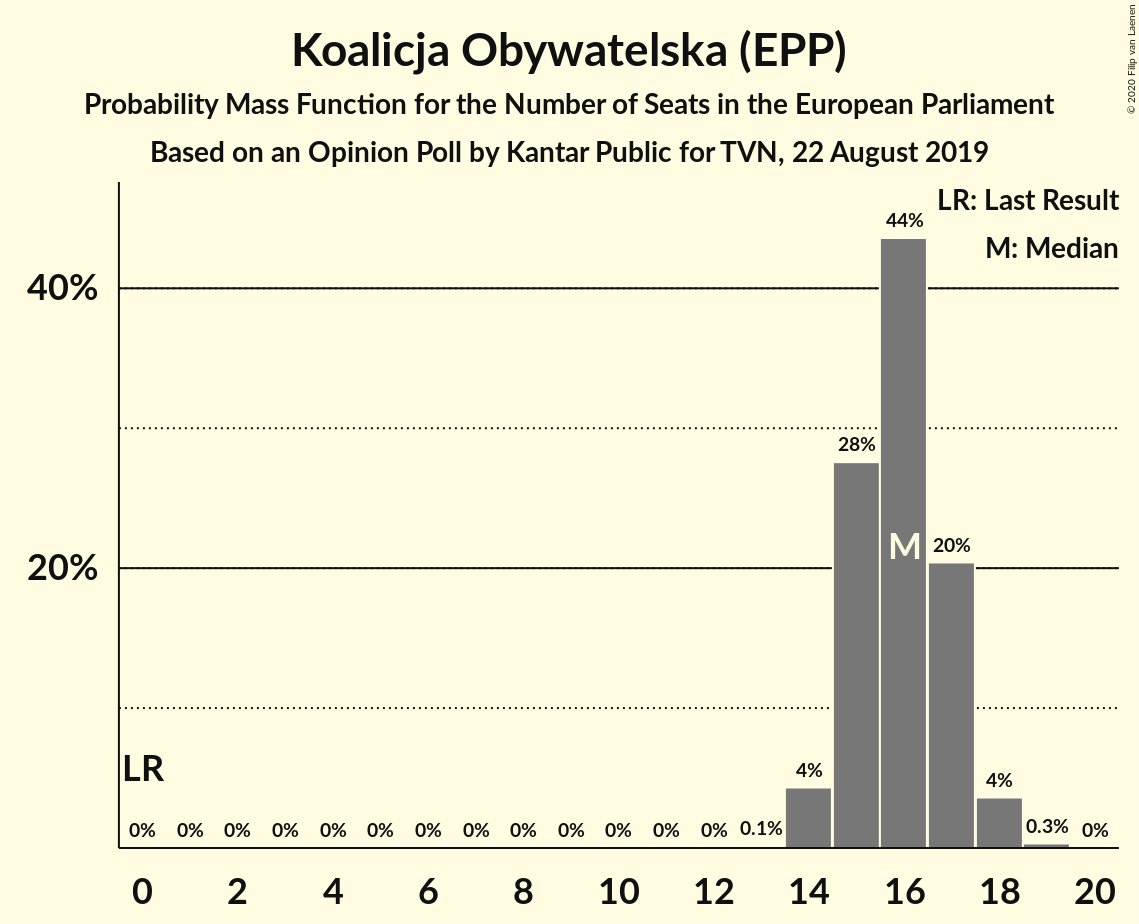 Koalicja Obywatelska (EPP)
Probability Mass Function for the Number of Seats in the European Parliament
Based on an Opinion Poll by Kantar Public for TVN, 22 August 2019
© 2020 Filip van Laenen
LR: Last Result
M: Median
44%
40%
28%
M
20%
20%
LR
4%
4%
0% 0% 0% 0% 0% 0% 0% 0% 0% 0% 0% 0% 0% 0.1% 0.3% 0%
0 2 4 6 8 10 12 14 16 18 20